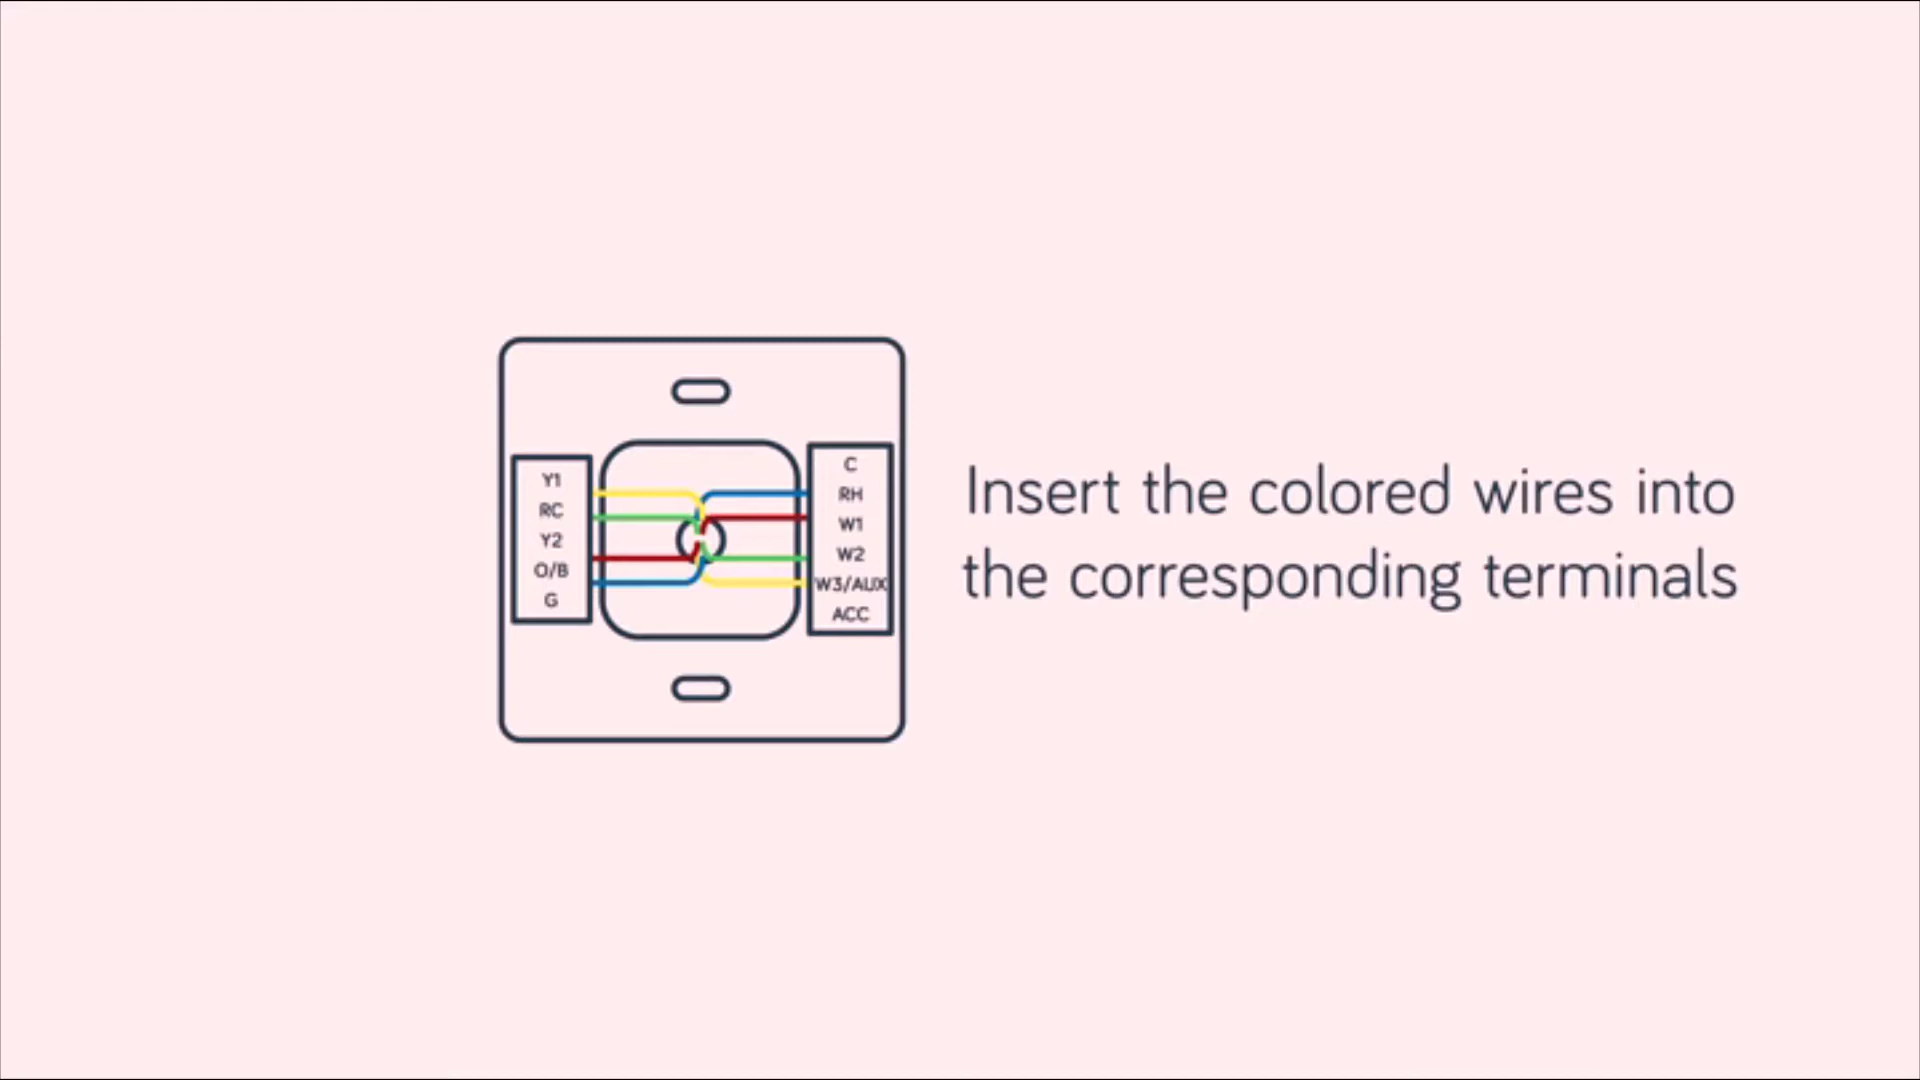 Y1
RC
Y2
O/B
G
C
RH
W1
W2
W3/AUX
ACC
Insert the colored wires into
the corresponding terminals